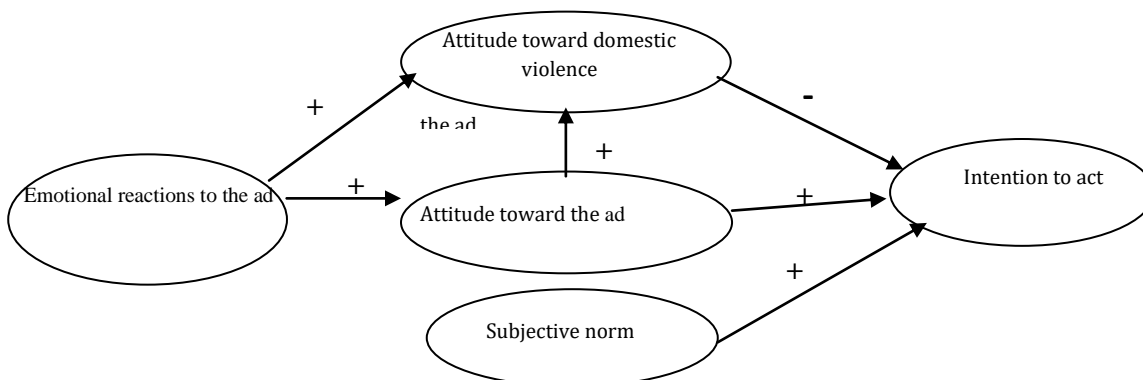 Attitude toward domestic
violence
-
+
the ad
+
Emotional reactions to the ad
+
Attitude toward the ad
+
Intention to act
+
Subjective norm